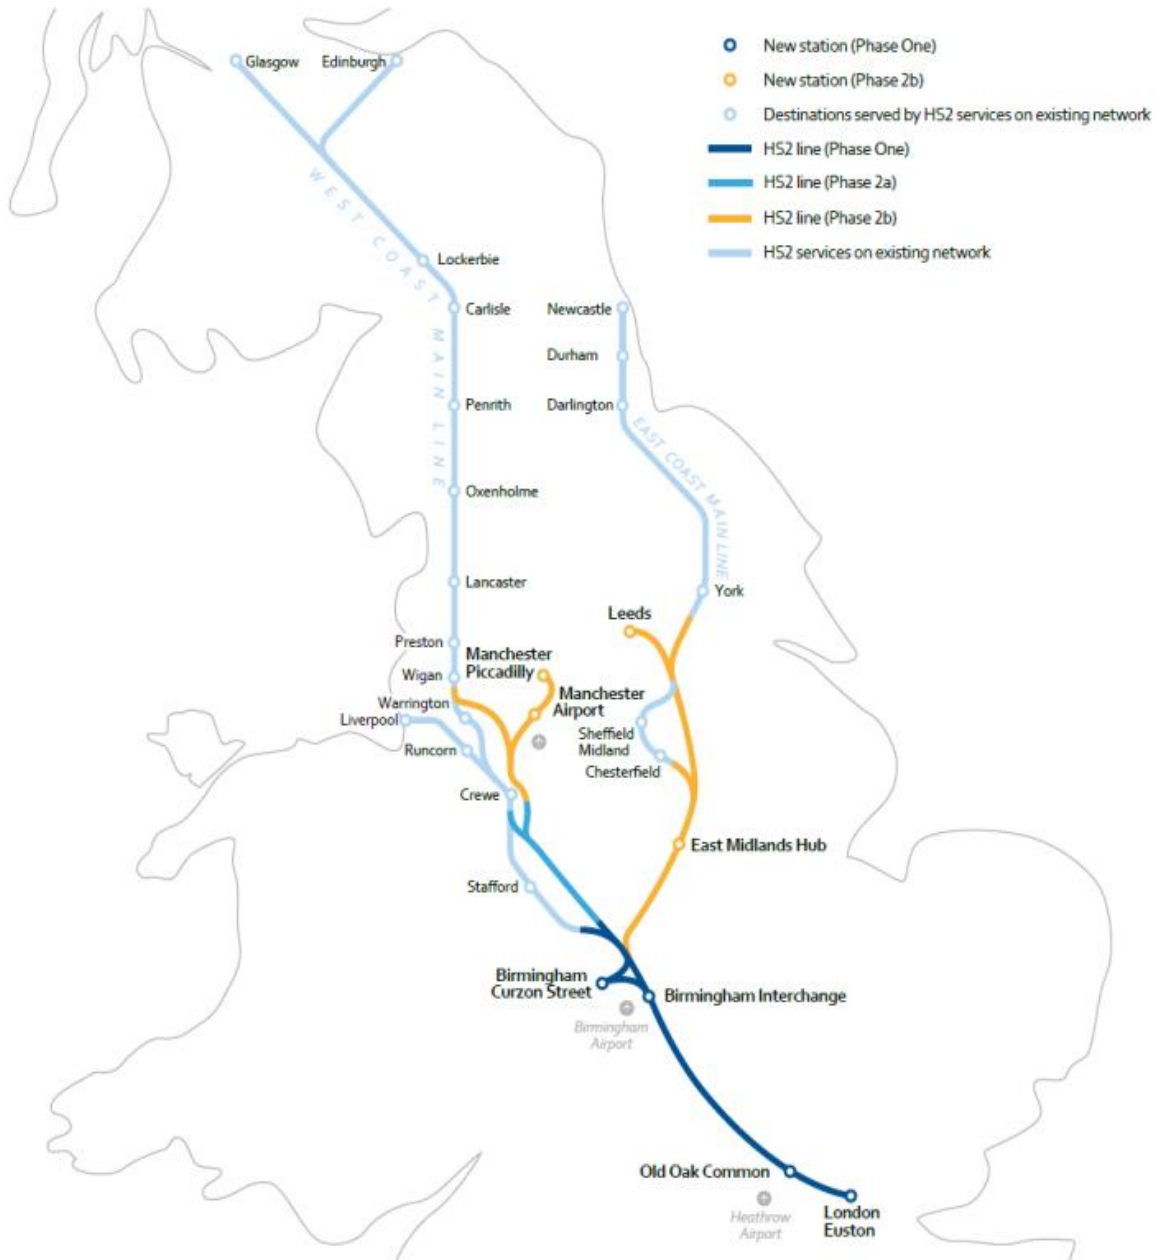 New station (Phase One)
New station (Phase 2b)
Destinations served by HS2 services on existing network
HS2 line (Phase One)
HS2 line (Phase 2a)
HS2 line (Phase 2b)
HS2 services on existing network
Glasgow
Edinburgh
WEST COAST MAIN LINE
Lockerbie
Carlisle
Newcastle
Durham
Penrith
Darlington
EAST COAST MAIN LINE
Oxenholme
Lancaster
York
Leeds
Preston
Manchester
Piccadilly
Wigan
Manchester
Airport
Warrington
Liverpool
Sheffield
Midland
Runcorn
Chesterfield
Crewe
East Midlands Hub
Stafford
Birmingham
Curzon Street
Birmingham Interchange
Birmingham
Airport
Old Oak Common
Heathrow
Airport
London
Euston